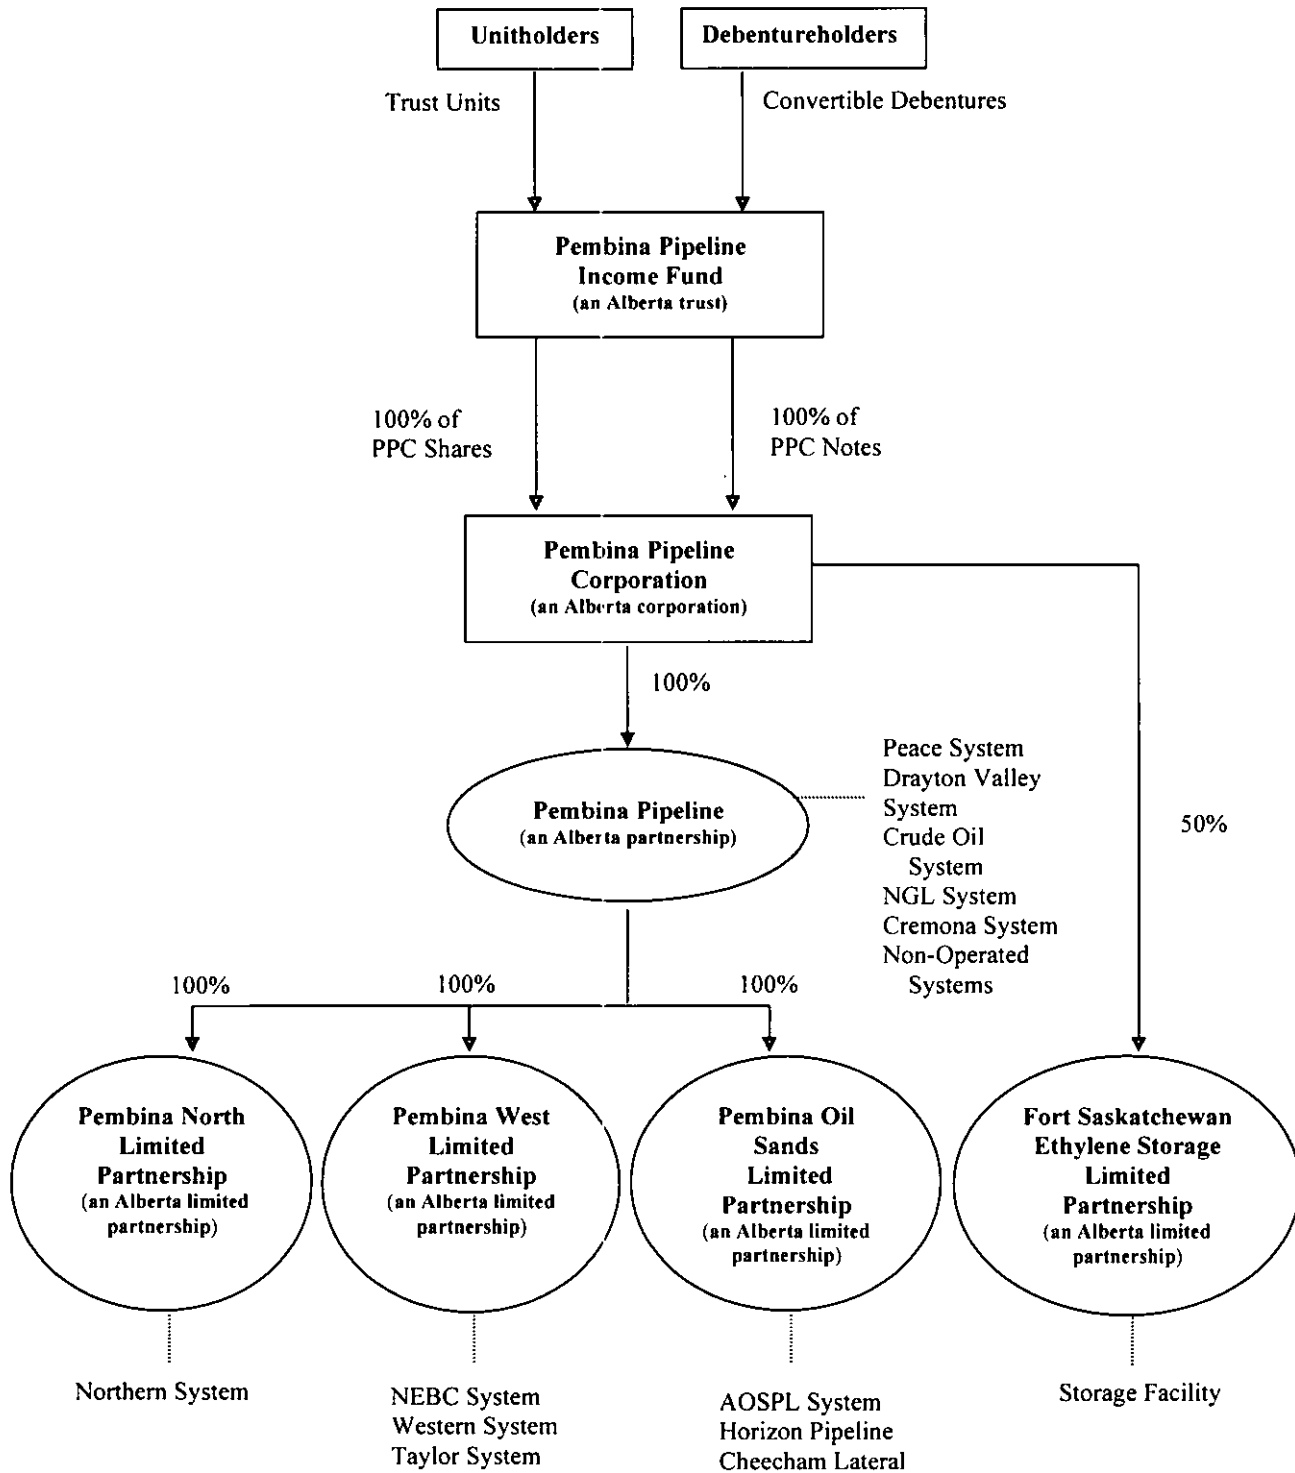 Unitholders
Debentureholders
Trust Units
Convertible Debentures
Pembina Pipeline
Income Fund
(an Alberta trust)
100% of
PPC Shares
100% of
PPC Notes
Pembina Pipeline
Corporation
(an Alberta corporation)
100%
Pembina Pipeline
(an Alberta partnership)
Peace System
Drayton Valley
System
Crude Oil
System
NGL System
Cremona System
Non-Operated
Systems
50%
100%
100%
100%
Pembina North
Limited
Partnership
(an Alberta limited
partnership)
Pembina West
Limited
Partnership
(an Alberta limited
partnership)
Pembina Oil
Sands
Limited
Partnership
(an Alberta limited
partnership)
Fort Saskatchewan
Ethylene Storage
Limited
Partnership
(an Alberta limited
partnership)
Northern System
NEBC System
Western System
Taylor System
AOSPL System
Horizon Pipeline
Cheecham Lateral
Storage Facility